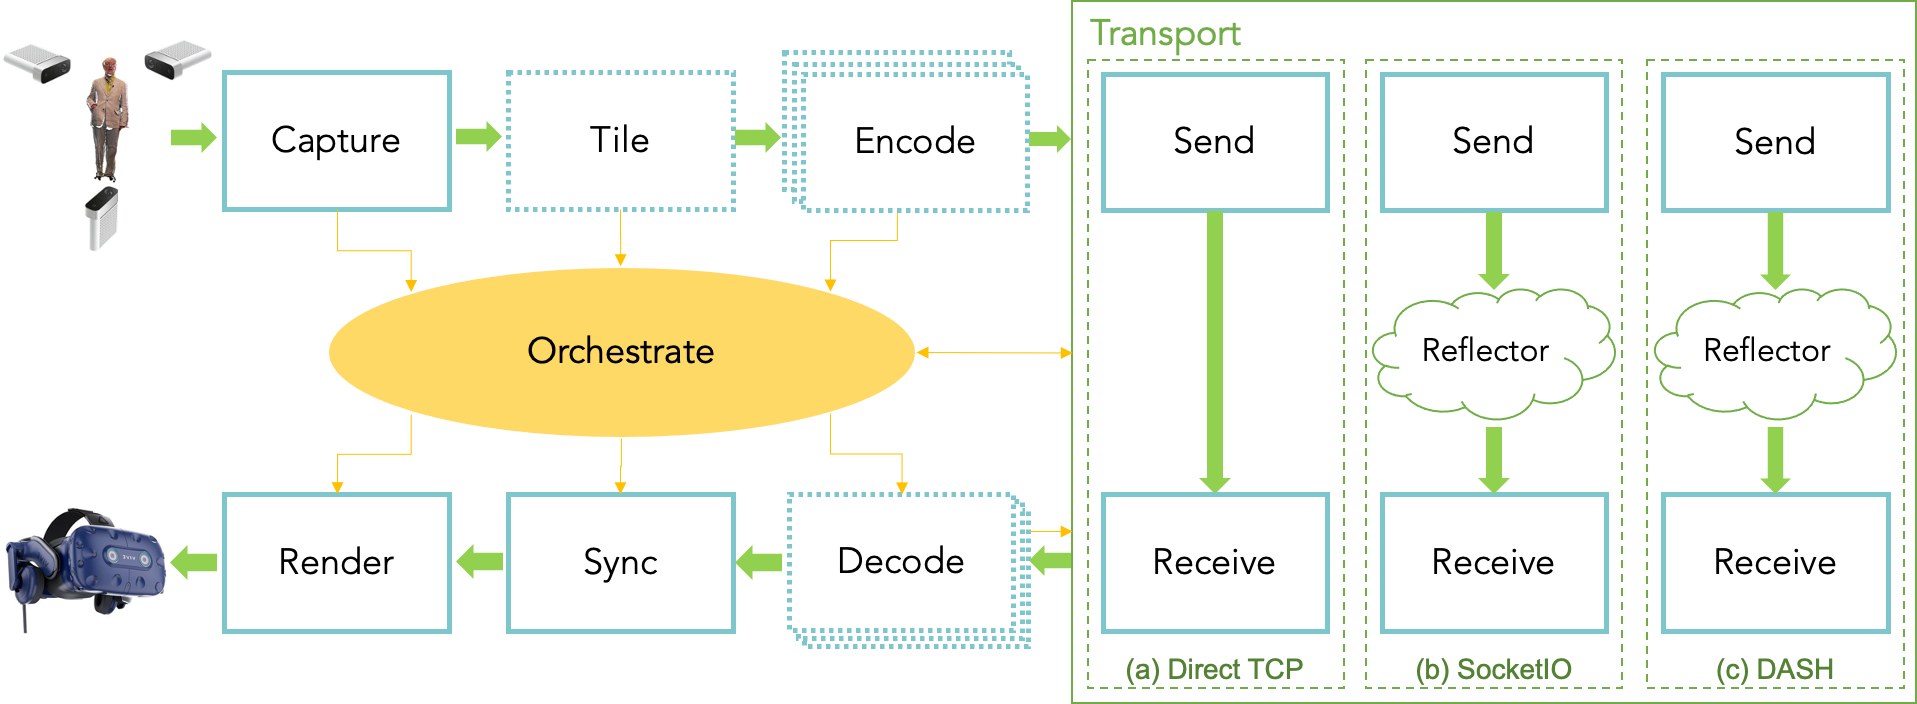 Transport
Capture
Tile
Encode
Send
Send
Send
Orchestrate
Reflector
Reflector
Render
Sync
Decode
Receive
Receive
Receive
(a) Direct TCP
(b) SocketIO
(c) DASH